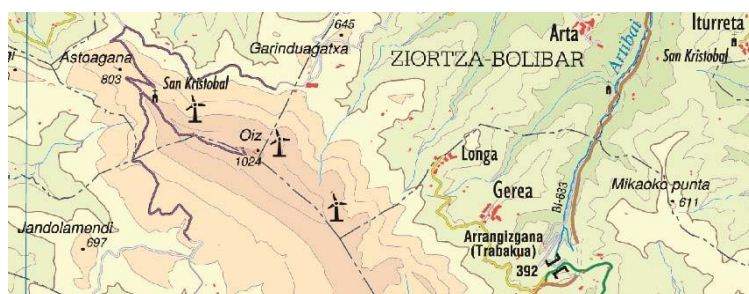 645
Arta
Iturreta
Garinduagatxa
Astoagana
803
San Kristobal
ZIORTZA-BOLIBAR
Artibai
San Kristobal
Oiz
1024
Longa
Gerea
BI-633
Mikaoko punta
611
Jandolamendi
697
Arrangizgana
(Trabakua)
392